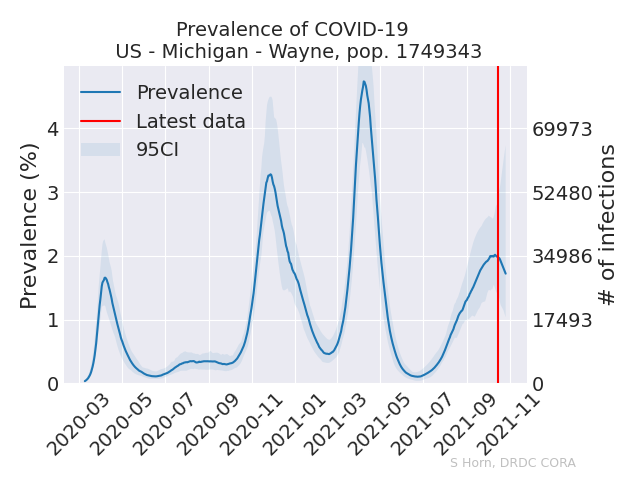 Prevalence of COVID-19
US - Michigan - Wayne, pop. 1749343
Prevalence
Latest data
95CI
Prevalence (%)
4
3
2
1
0
69973
52480
34986
17493
0
# of infections
2020-03
2020-05
2020-07
2020-09
2020-11
2021-01
2021-03
2021-05
2021-07
2021-09
2021-11
S Horn, DRDC CORA